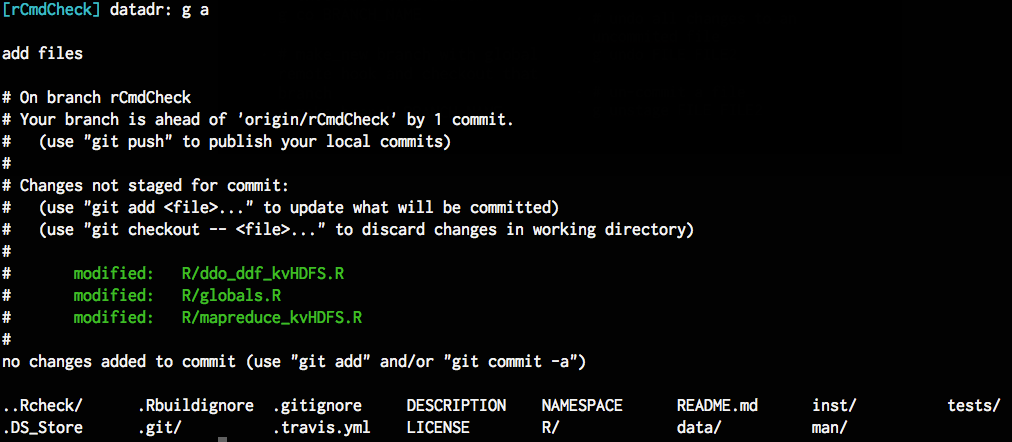 [rCmdCheck] datadr: g a
add files
# On branch rCmdCheck
# Your branch is ahead of 'origin/rCmdCheck' by 1 commit.
#   (use "git push" to publish your local commits)
#
# Changes not staged for commit:
#   (use "git add <file>..." to update what will be committed)
#   (use "git checkout -- <file>..." to discard changes in working directory)
#
#       modified:   R/ddo_ddf_kvHDFS.R
#       modified:   R/globals.R
#       modified:   R/mapreduce_kvHDFS.R
#
no changes added to commit (use "git add" and/or "git commit -a")
..Rcheck/      .Rbuildignore  .gitignore     DESCRIPTION    NAMESPACE      README.md      inst/          tests/
.DS_Store      .git/          .travis.yml    LICENSE        R/             data/          man/